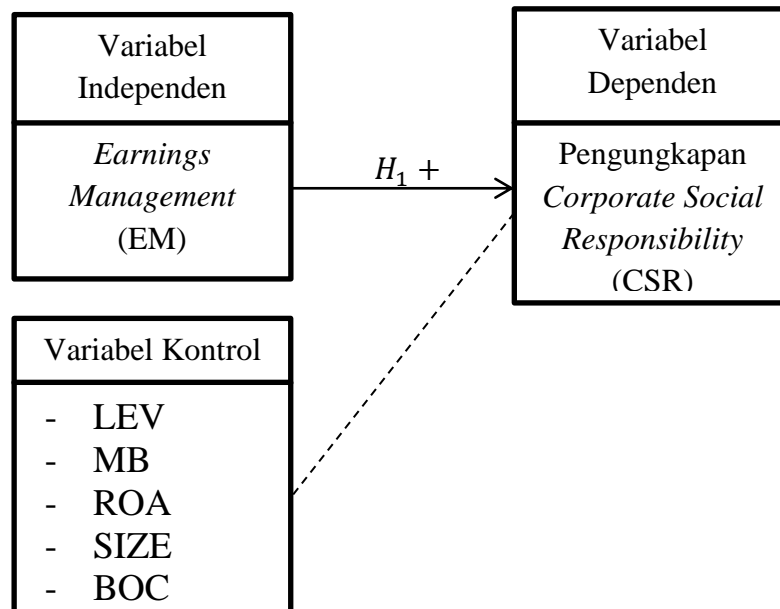 Variabel
Independen
Earnings
Management
(EM)
H₁ +
Variabel
Dependen
Pengungkapan
Corporate Social
Responsibility
(CSR)
Variabel Kontrol
- LEV
- MB
- ROA
- SIZE
- BOC